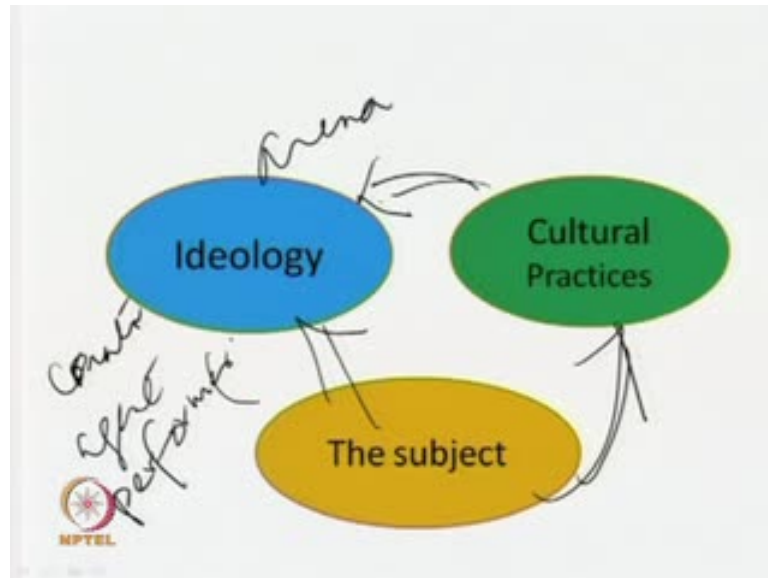 Arena
Ideology
Cultural
Practices
The subject
NPTEL